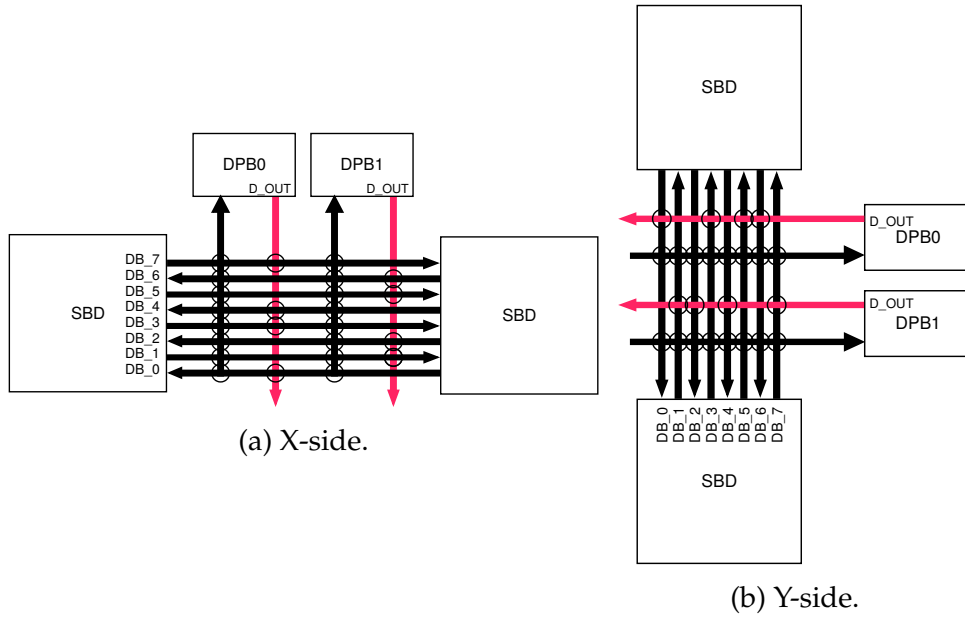 DPB0
D_OUT
DPB1
D_OUT
SBD
DB_7
DB_6
DB_5
DB_4
DB_3
DB_2
DB_1
DB_0
SBD
(a) X-side.
SBD
D_OUT
DPB0
D_OUT
DPB1
DB_0
DB_1
DB_2
DB_3
DB_4
DB_5
DB_6
DB_7
SBD
(b) Y-side.